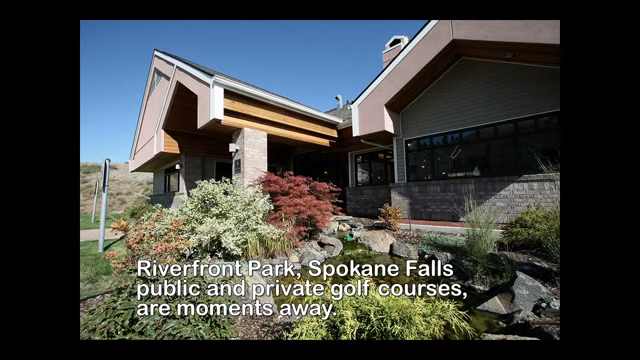 Riverfront Park, Spokane Falls
public and private golf courses,
are moments away.